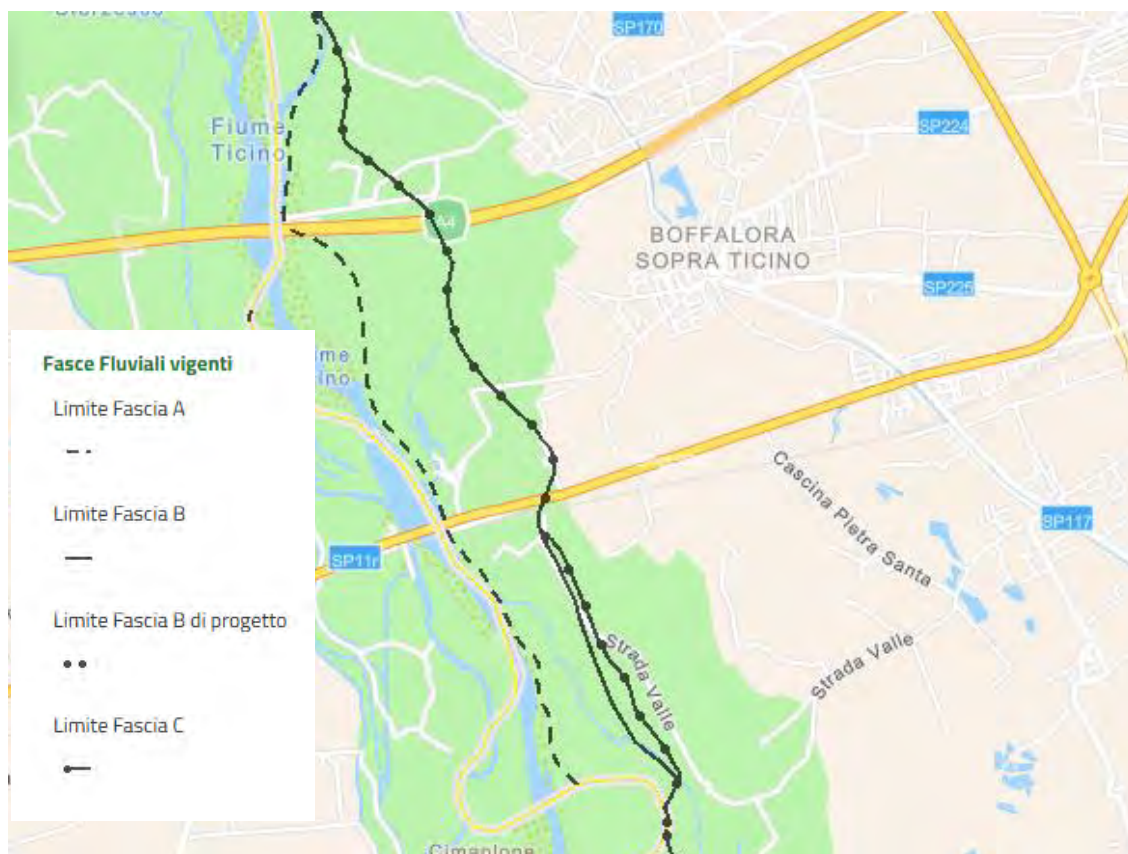 SP170
Fiume
Ticino
SP224
A4
BOFFALORA
SOPRA TICINO
SP225
Fasce Fluviali vigenti
Limite Fascia A
Limite Fascia B
Limite Fascia B di progetto
Limite Fascia C
Cascina Pietra Santa
SP117
SP11r
Strada Valle
Strada Valle